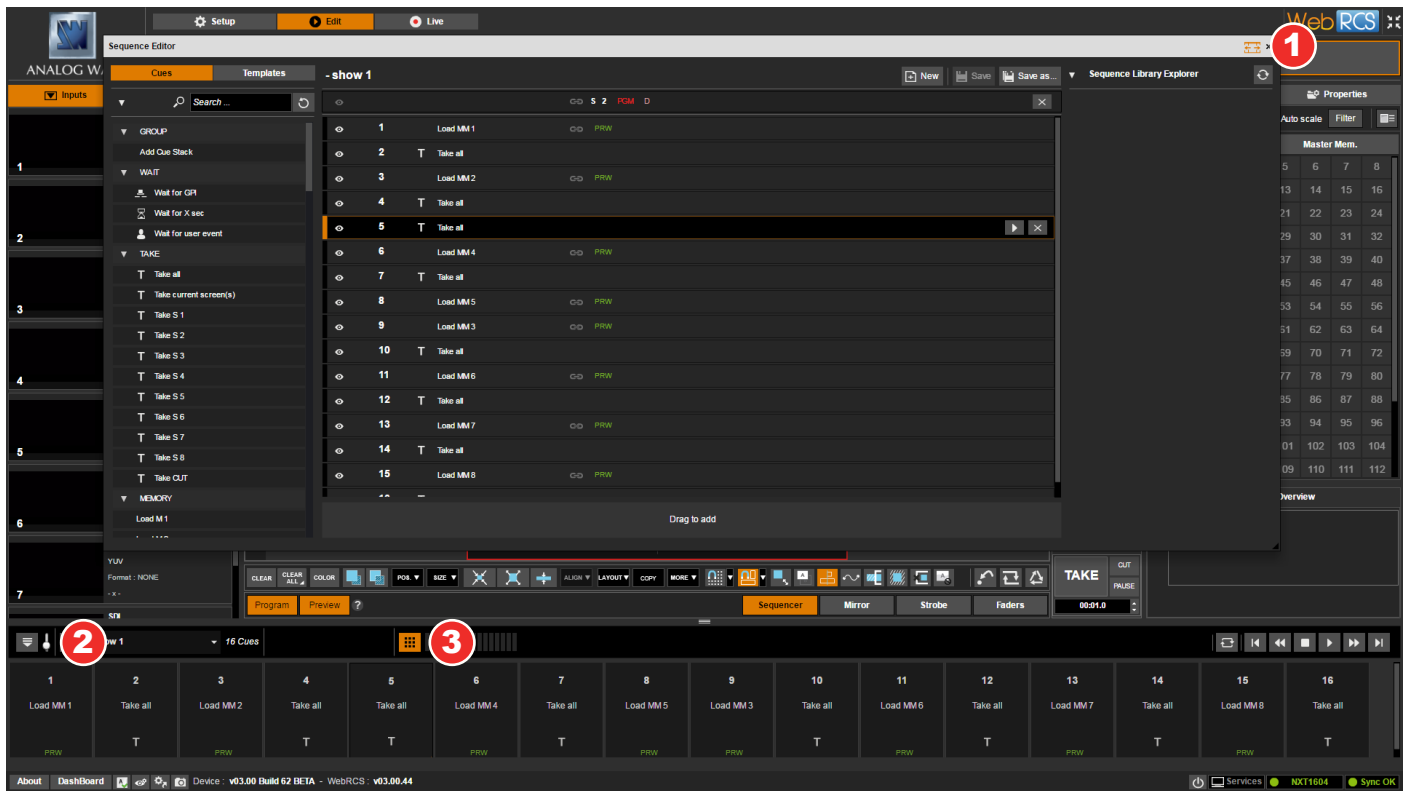 Setup Edit Live
Web RCS
Sequence Editor
1
ANALOG W
Cues Templates
- show 1
New Save Save as...
Sequence Library Explorer
Inputs
Search ...
S 2 PGM D
Properties
Auto scale Filter
Master Mem.
GROUP
Add Cue Stack
WAIT
Wait for GPI
Wait for X sec
Wait for user event
TAKE
Take all
Take current screen(s)
Take S 1
Take S 2
Take S 3
Take S 4
Take S 5
Take S 6
Take S 7
Take S 8
Take CUT
MEMORY
Load M 1
1 Load MM 1 PRW
2 T Take all
3 Load MM 2 PRW
4 T Take all
5 T Take all
6 Load MM 4 PRW
7 T Take all
8 Load MM 5 PRW
9 Load MM 3 PRW
10 T Take all
11 Load MM 6 PRW
12 T Take all
13 Load MM 7 PRW
14 T Take all
15 Load MM 8 PRW
Drag to add
5 6 7 8
13 14 15 16
21 22 23 24
29 30 31 32
37 38 39 40
45 46 47 48
53 54 55 56
61 62 63 64
69 70 71 72
77 78 79 80
85 86 87 88
93 94 95 96
01 102 103 104
09 110 111 112
Overview
1
2
3
4
5
6
7
YUV
Format : NONE
- x -
SDI
CLEAR CLEAR ALL COLOR POS. SIZE ALIGN LAYOUT COPY MORE
TAKE CUT
PAUSE
00:01.0
Program Preview ?
Sequencer Mirror Strobe Faders
2
ow 1 16 Cues
3
1 2 3 4 5 6 7 8 9 10 11 12 13 14 15 16
Load MM 1 Take all Load MM 2 Take all Take all Load MM 4 Take all Load MM 5 Load MM 3 Take all Load MM 6 Take all Load MM 7 Take all Load MM 8 Take all
PRW T PRW T T PRW T PRW PRW T PRW T PRW T PRW T
About DashBoard Device : v03.00 Build 62 BETA - WebRCS : v03.00.44
Services NXT1604 Sync OK